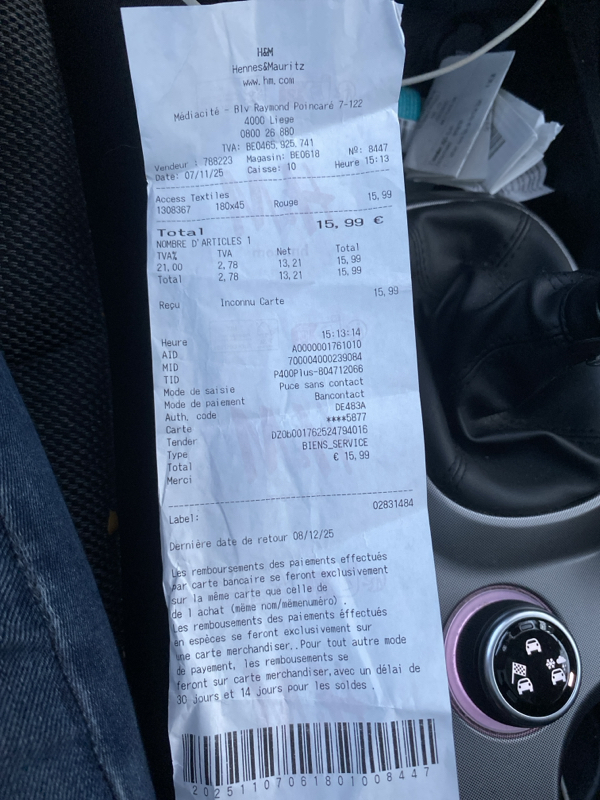 H&M
Hennes&Mauritz
www.hm.com
Médiacité - Blv Raymond Poincaré 7-122
4000 Liege
0800 26 880
TVA: BE0465.925.741
Vendeur : 788223 Magasin: BE0618 Nº: 8447
Date: 07/11/25 Caisse: 10 Heure 15:13
Access Textiles 15,99
1308367 180x45 Rouge
Total 15,99 €
NOMBRE D'ARTICLES 1
TVA% TVA Net Total
21,00 2,78 13,21 15,99
Total 2,78 13,21 15,99
Reçu Inconnu Carte 15,99
Heure 15:13:14
AID A0000001761010
MID 700004000239084
TID P400Plus-804712066
Mode de saisie Puce sans contact
Mode de paiement Bancontact
Auth. code DE483A
Carte ****5877
Tender DZ0b001762524794016
Type BIENS_SERVICE
Total € 15,99
Merci
Label: 02831484
Dernière date de retour 08/12/25
Les remboursements des paiements effectués
par carte bancaire se feront exclusivement
sur la même carte que celle de
de l achat (même nom/mêmenuméro) .
Les rembousements des paiements éffectués
en espèces se feront exclusivement sur
une carte merchandiser..Pour tout autre mode
de payement, les rembousements se
feront sur carte merchandiser,avec un délai de
30 jours et 14 jours pour les soldes .
2025110706180100​8447